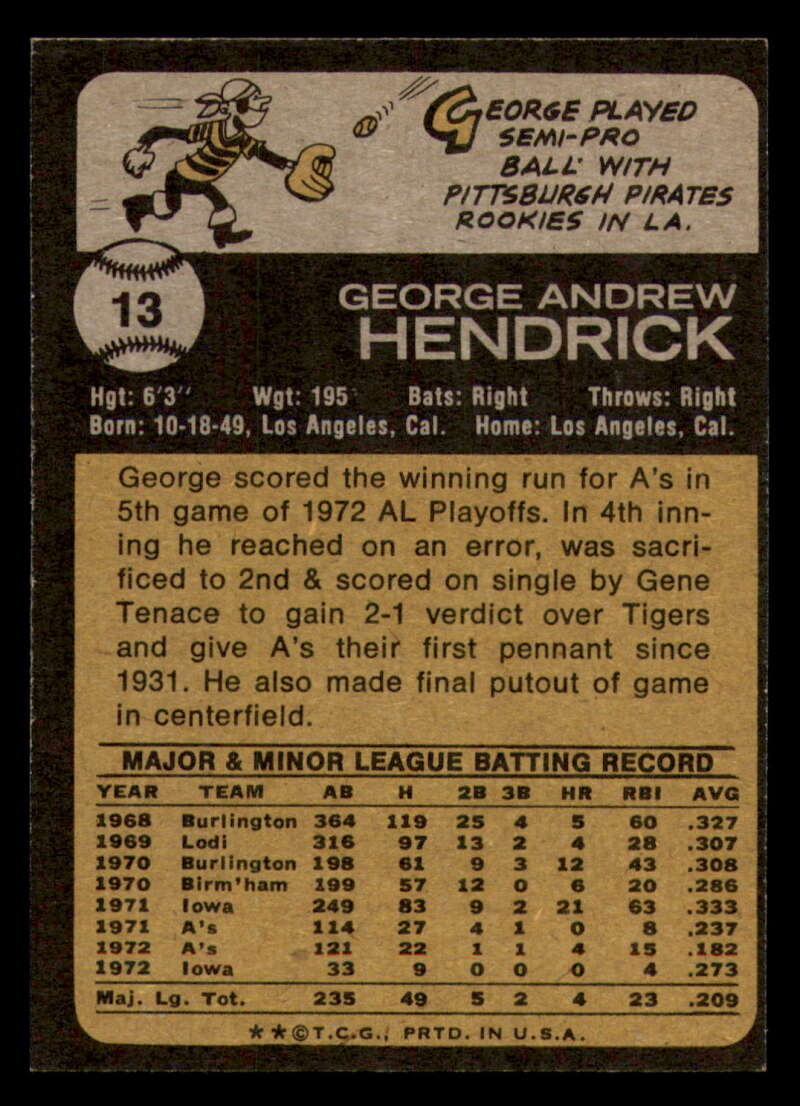 GEORGE PLAYED
SEMI-PRO
BALL WITH
PITTSBURGH PIRATES
ROOKIES IN LA.
13
GEORGE ANDREW
HENDRICK
Hgt: 6'3" Wgt: 195 Bats: Right Throws: Right
Born: 10-18-49, Los Angeles, Cal. Home: Los Angeles, Cal.
George scored the winning run for A's in
5th game of 1972 AL Playoffs. In 4th inn-
ing he reached on an error, was sacri-
ficed to 2nd & scored on single by Gene
Tenace to gain 2-1 verdict over Tigers
and give A's their first pennant since
1931. He also made final putout of game
in centerfield.
MAJOR & MINOR LEAGUE BATTING RECORD
YEAR TEAM AB H 2B 3B HR RBI AVG
1968 Burlington 364 119 25 4 5 60 .327
1969 Lodi 316 97 13 2 4 28 .307
1970 Burlington 198 61 9 3 12 43 .308
1970 Birm'ham 199 57 12 0 6 20 .286
1971 Iowa 249 83 9 2 21 63 .333
1971 A's 114 27 4 1 0 8 .237
1972 A's 121 22 1 1 4 15 .182
1972 Iowa 33 9 0 0 0 4 .273
Maj. Lg. Tot. 235 49 5 2 4 23 .209
**©T.C.G., PRTD. IN U.S.A.